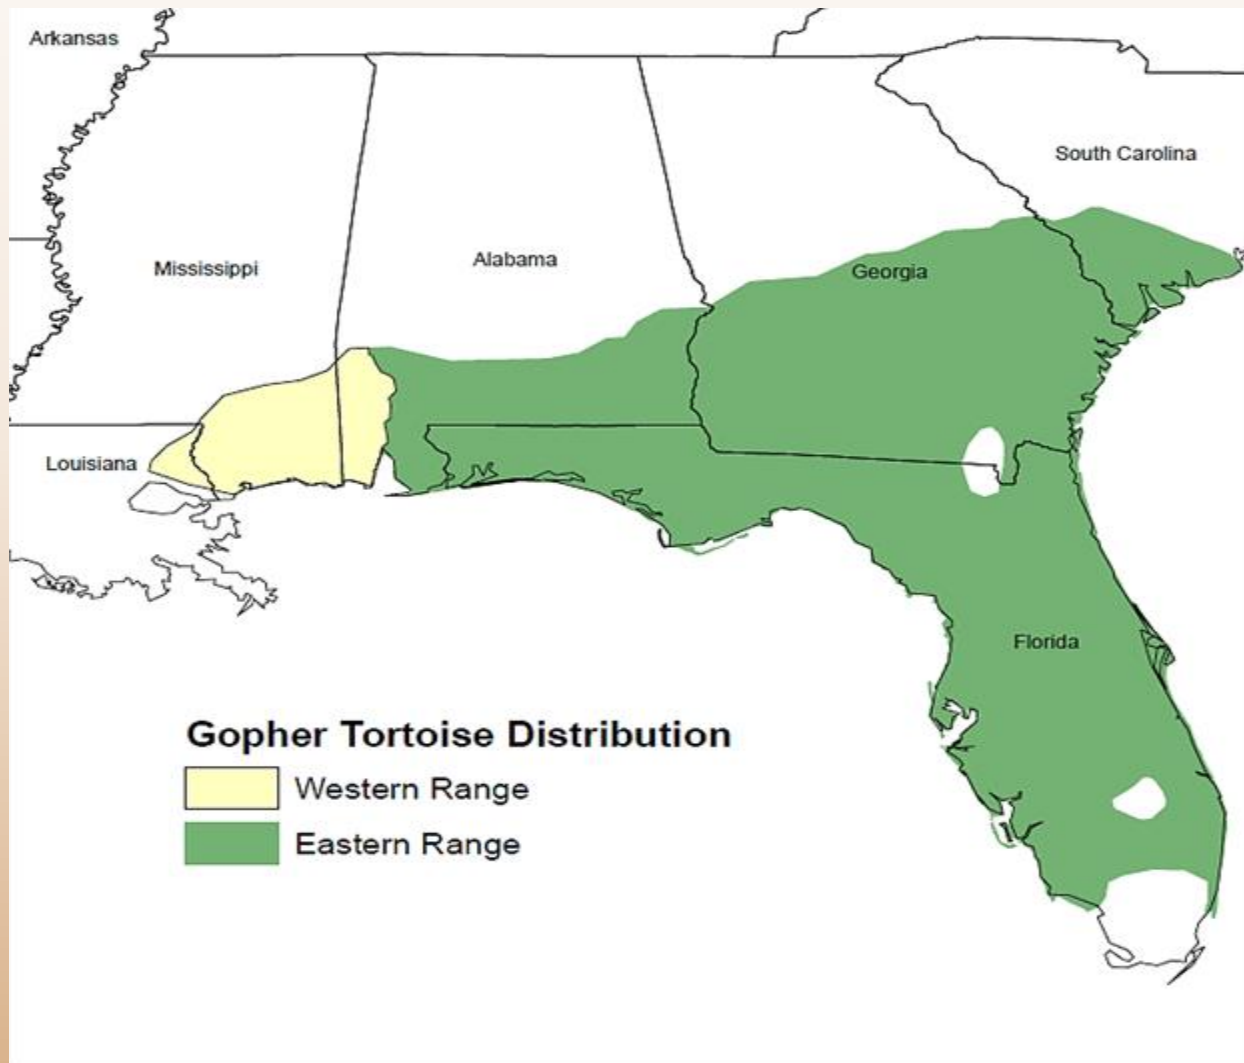 Arkansas
South Carolina
Mississippi
Alabama
Georgia
Louisiana
Florida
Gopher Tortoise Distribution
Western Range
Eastern Range